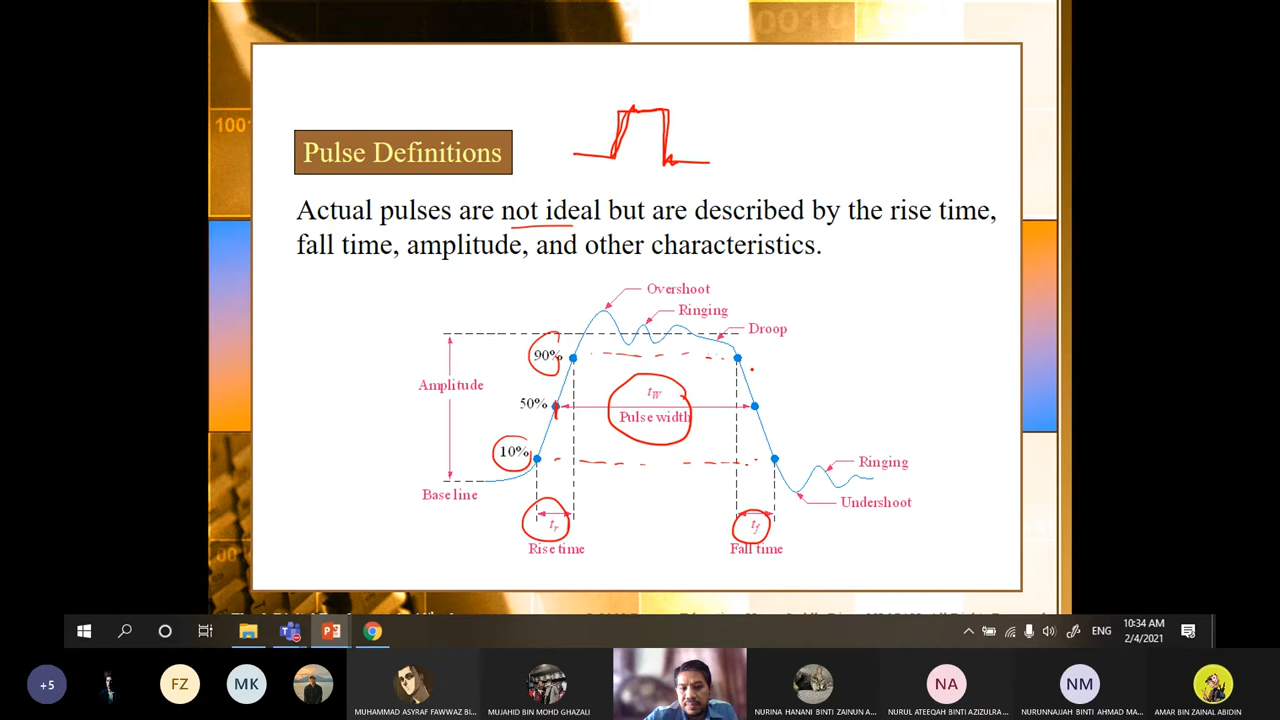 1001010
100
Pulse Definitions
Actual pulses are not ideal but are described by the rise time,
fall time, amplitude, and other characteristics.
Overshoot
Ringing
Droop
90%
Amplitude
tW
50%
Pulse width
10%
Ringing
Base line
Undershoot
tr
tf
Rise time
Fall time
00
10:34 AM
ENG
2/4/2021
+5
FZ
MK
NA
NM
MUHAMMAD ASYRAF FAWWAZ BI...
MUJAHID BIN MOHD GHAZALI
NURINA HANANI BINTI ZAINUN A...
NURUL ATEEQAH BINTI AZIZULRA...
NURUNNAJJAH BINTI AHMAD MA...
AMAR BIN ZAINAL ABIDIN